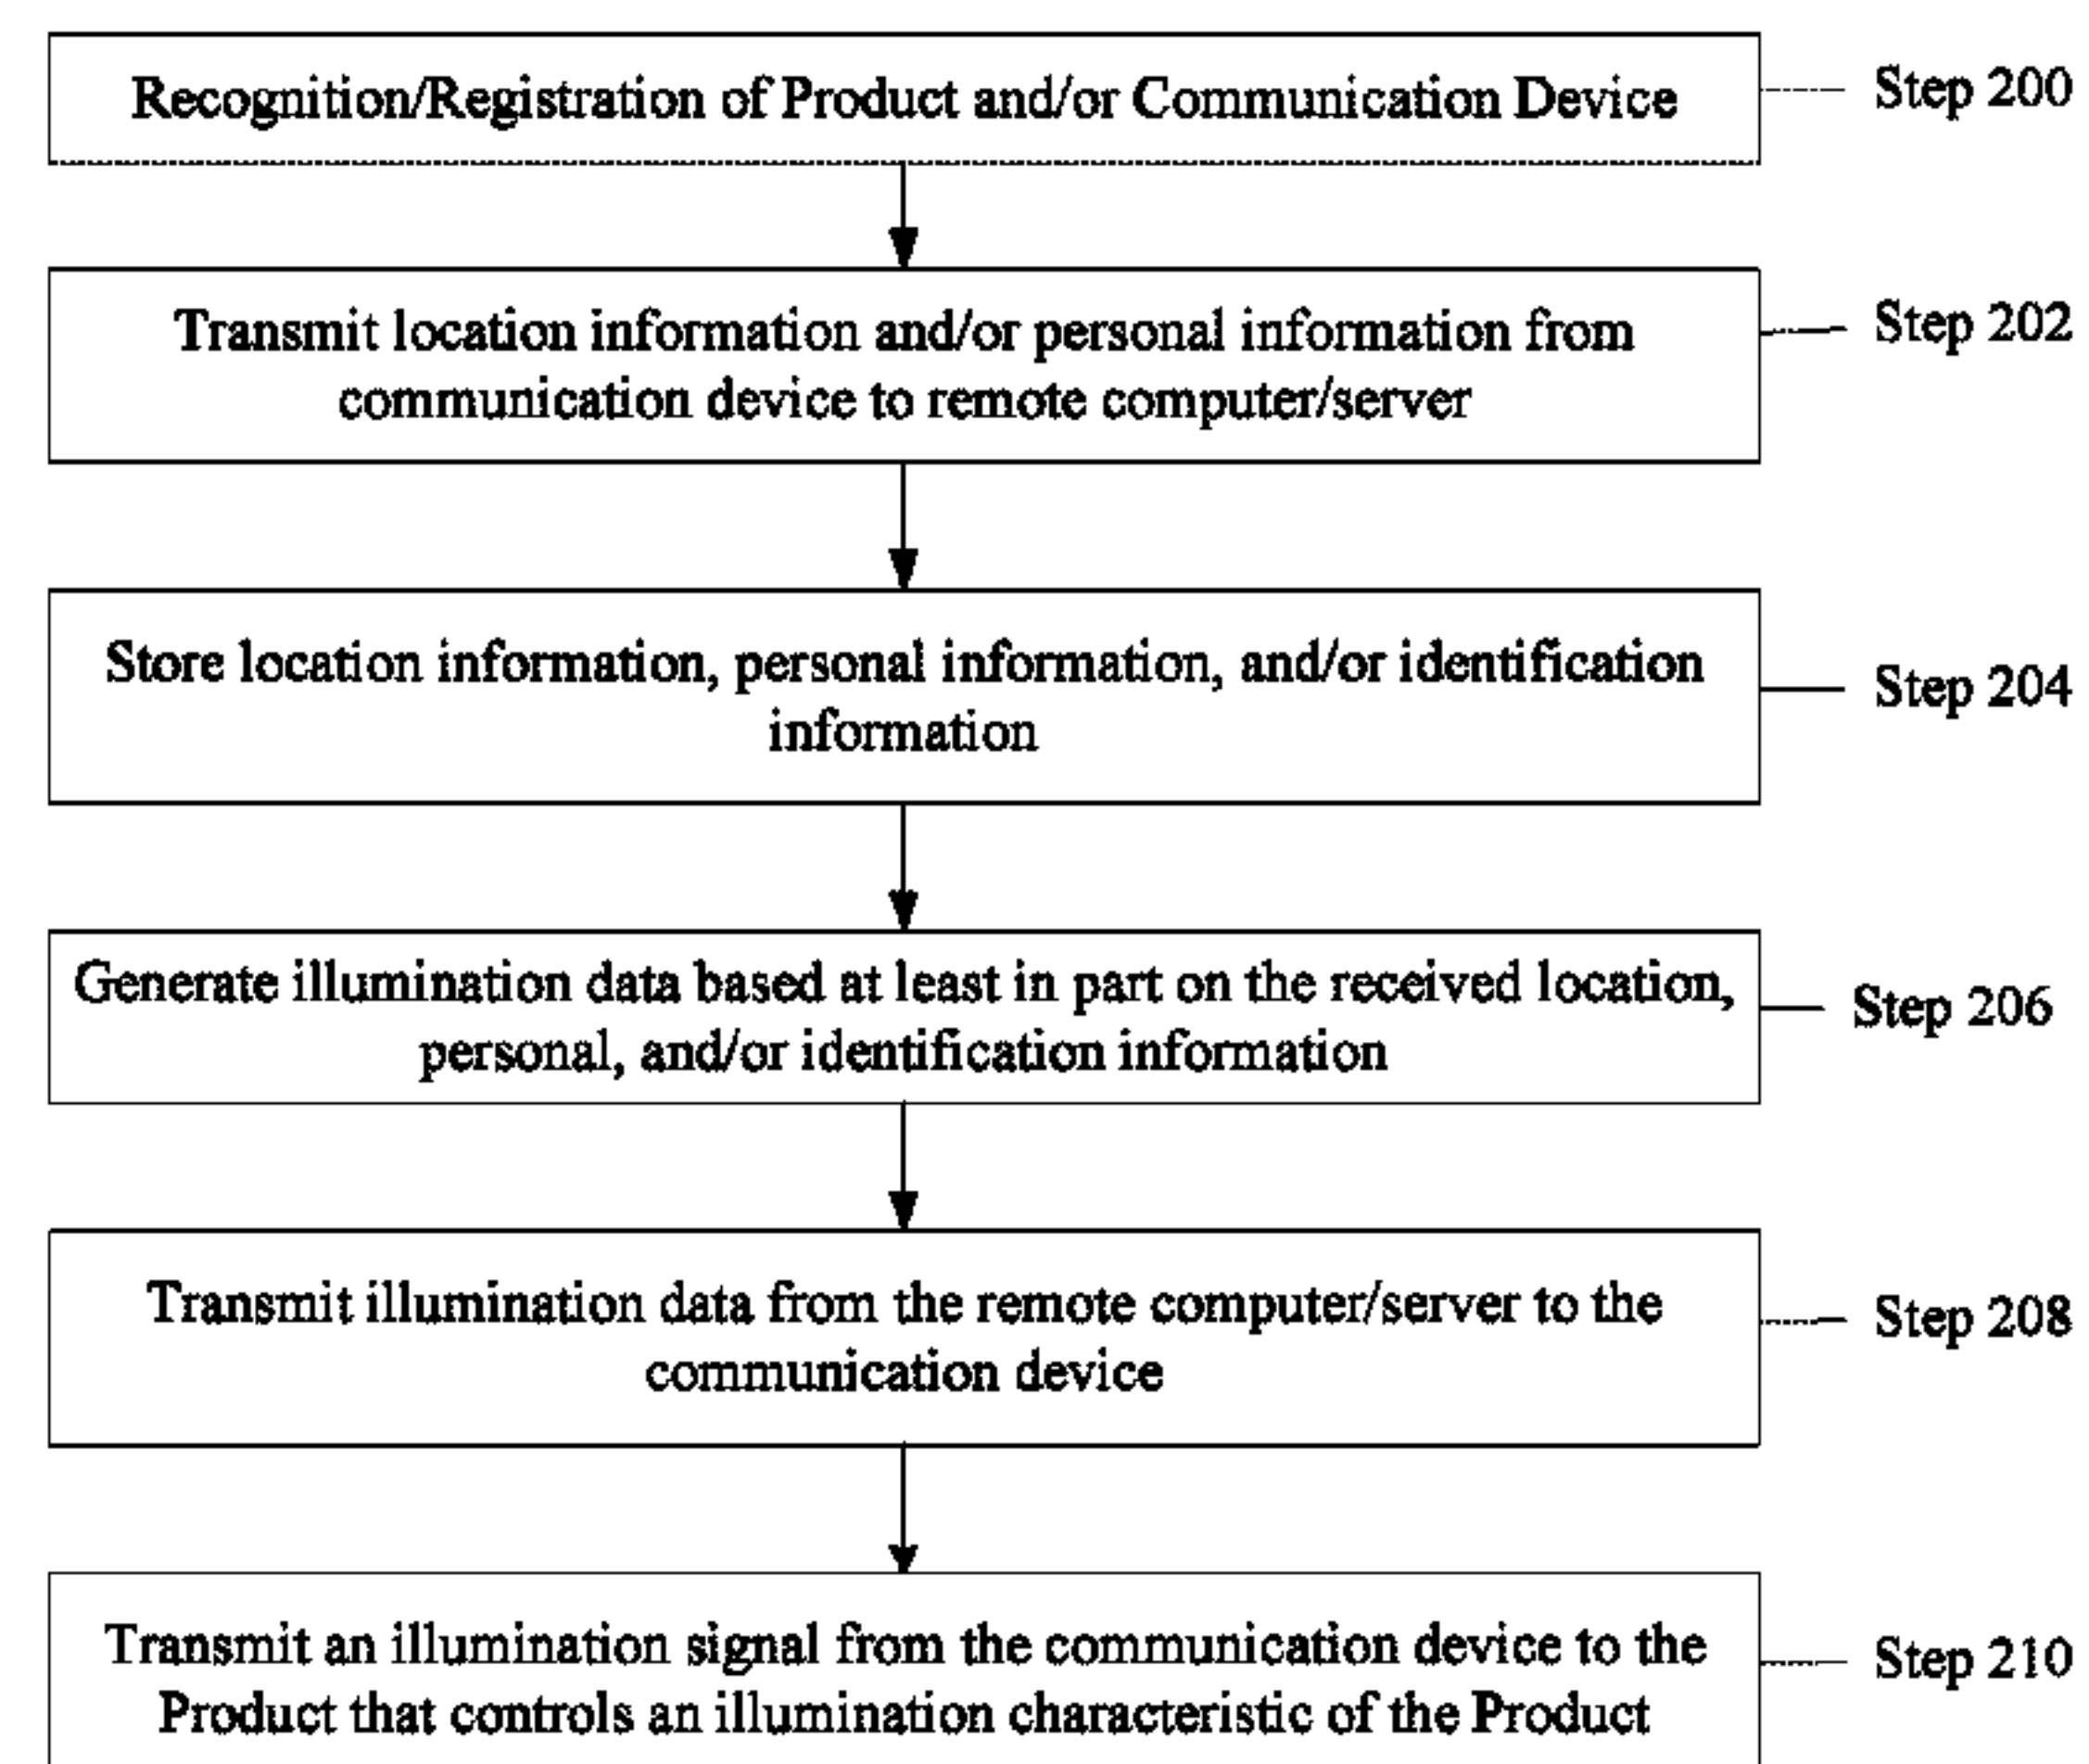 Recognition/Registration of Product and/or Communication Device
Step 200
Transmit location information and/or personal information from
communication device to remote computer/server
Step 202
Store location information, personal information, and/or identification
information
Step 204
Generate illumination data based at least in part on the received location,
personal, and/or identification information
Step 206
Transmit illumination data from the remote computer/server to the
communication device
Step 208
Transmit an illumination signal from the communication device to the
Product that controls an illumination characteristic of the Product
Step 210